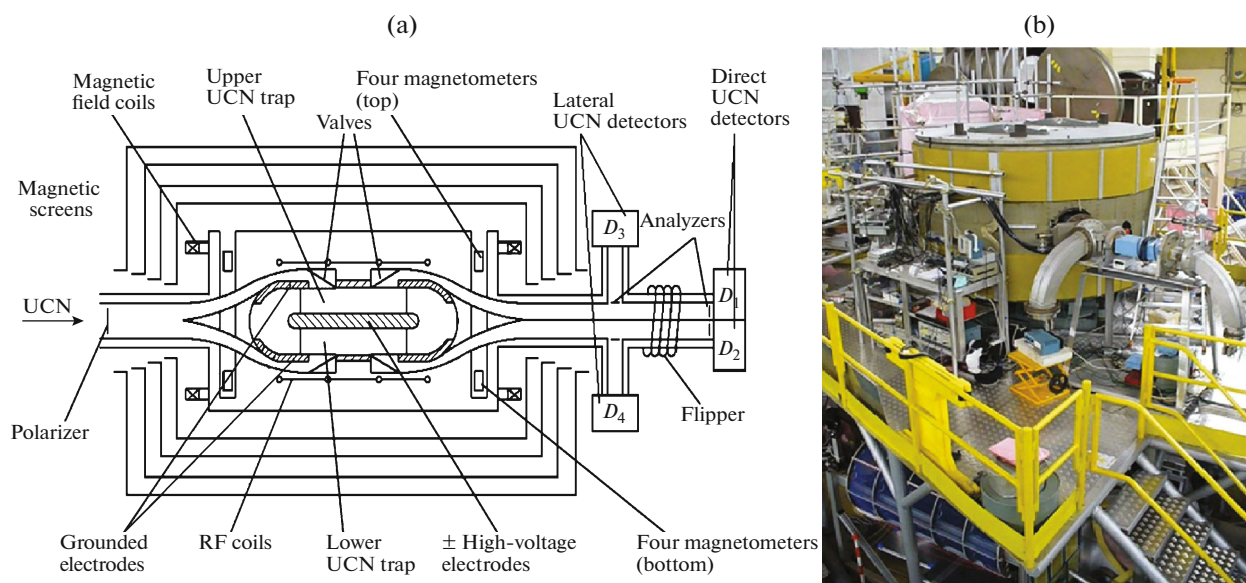 (a)
(b)
Magnetic
field coils
Upper
UCN trap
Four magnetometers
(top)
Valves
Lateral
UCN detectors
Direct
UCN
detectors
Magnetic
screens
Analyzers
D3
UCN
D1
D2
D4
Polarizer
Flipper
Grounded
electrodes
RF coils
Lower
UCN trap
± High-voltage
electrodes
Four magnetometers
(bottom)